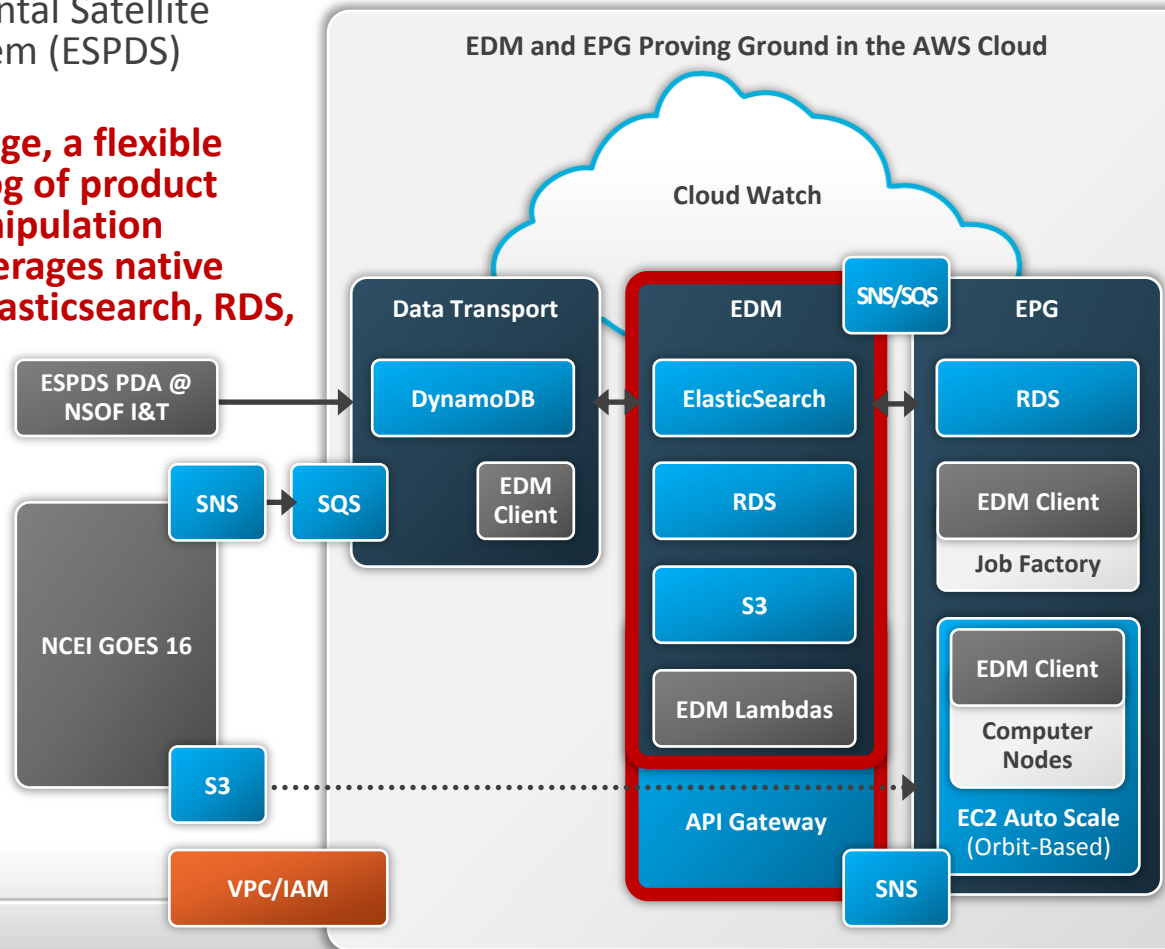 ntal Satellite
em (ESPDS)
ge, a flexible
og of product
nipulation
erages native
lasticsearch, RDS,
EDM and EPG Proving Ground in the AWS Cloud
Cloud Watch
Data Transport
EDM
SNS/SQS
EPG
ESPDS PDA @
NSOF I&T
DynamoDB
ElasticSearch
RDS
SNS
SQS
EDM
Client
RDS
EDM Client
Job Factory
NCEI GOES 16
S3
EDM Client
EDM Lambdas
Computer
Nodes
S3
API Gateway
EC2 Auto Scale
(Orbit-Based)
VPC/IAM
SNS